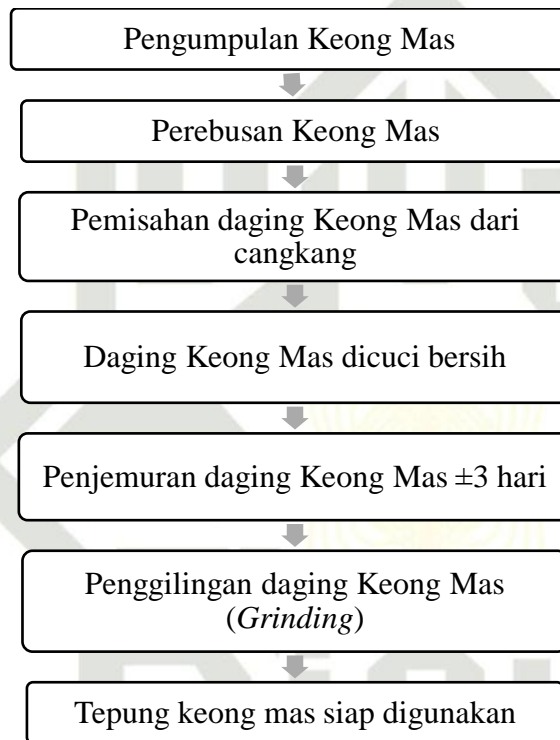 Pengumpulan Keong Mas
Perebusan Keong Mas
Pemisahan daging Keong Mas dari
cangkang
Daging Keong Mas dicuci bersih
Penjemuran daging Keong Mas ±3 hari
Penggilingan daging Keong Mas
(Grinding)
Tepung keong mas siap digunakan